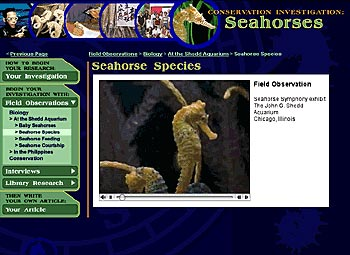 CONSERVATION INVESTIGATION:
Seahorses
< Previous Page
Field Observations > Biology > At the Shedd Aquarium > Seahorse Species
HOW TO BEGIN
YOUR RESEARCH:
Your Investigation
BEGIN YOUR
INVESTIGATION WITH:
Field Observations
Biology
> At the Shedd Aquarium
> Baby Seahorses
> Seahorse Species
> Seahorse Feeding
> Seahorse Courtship
> In the Philippines
Conservation
Interviews
Library Research
THEN WRITE
YOUR OWN ARTICLE:
Your Article
Seahorse Species
Field Observation
Seahorse Symphony exhibit
The John G. Shedd
Aquarium
Chicago, Illinois